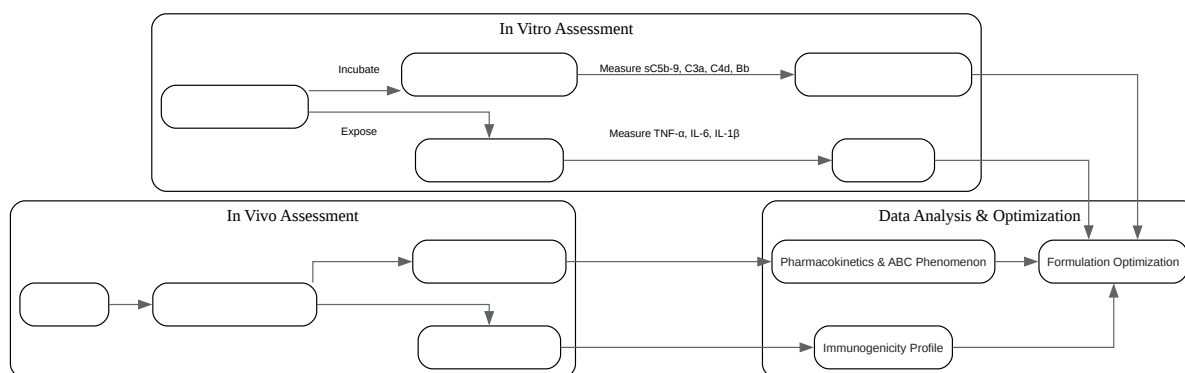 In Vitro Assessment
Incubate
Measure sC5b-9, C3a, C4d, Bb
Expose
Measure TNF-α, IL-6, IL-1β
In Vivo Assessment
Data Analysis & Optimization
Pharmacokinetics & ABC Phenomenon
Formulation Optimization
Immunogenicity Profile